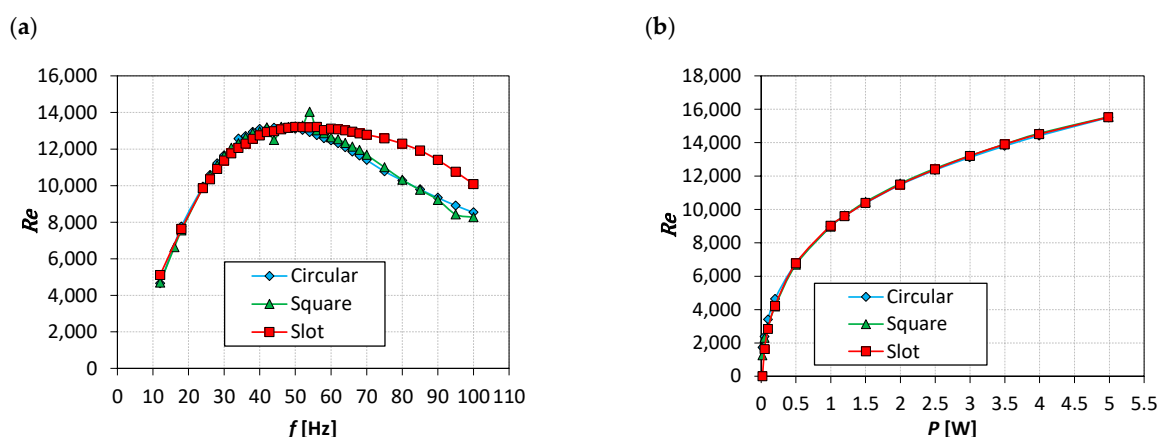 (a)
16,000
14,000
12,000
10,000
8,000
6,000
4,000
2,000
0
Re
Circular
Square
Slot
0 10 20 30 40 50 60 70 80 90 100 110
f [Hz]
(b)
18,000
16,000
14,000
12,000
10,000
8,000
6,000
4,000
2,000
0
Re
Circular
Square
Slot
0 0.5 1 1.5 2 2.5 3 3.5 4 4.5 5 5.5
P [W]